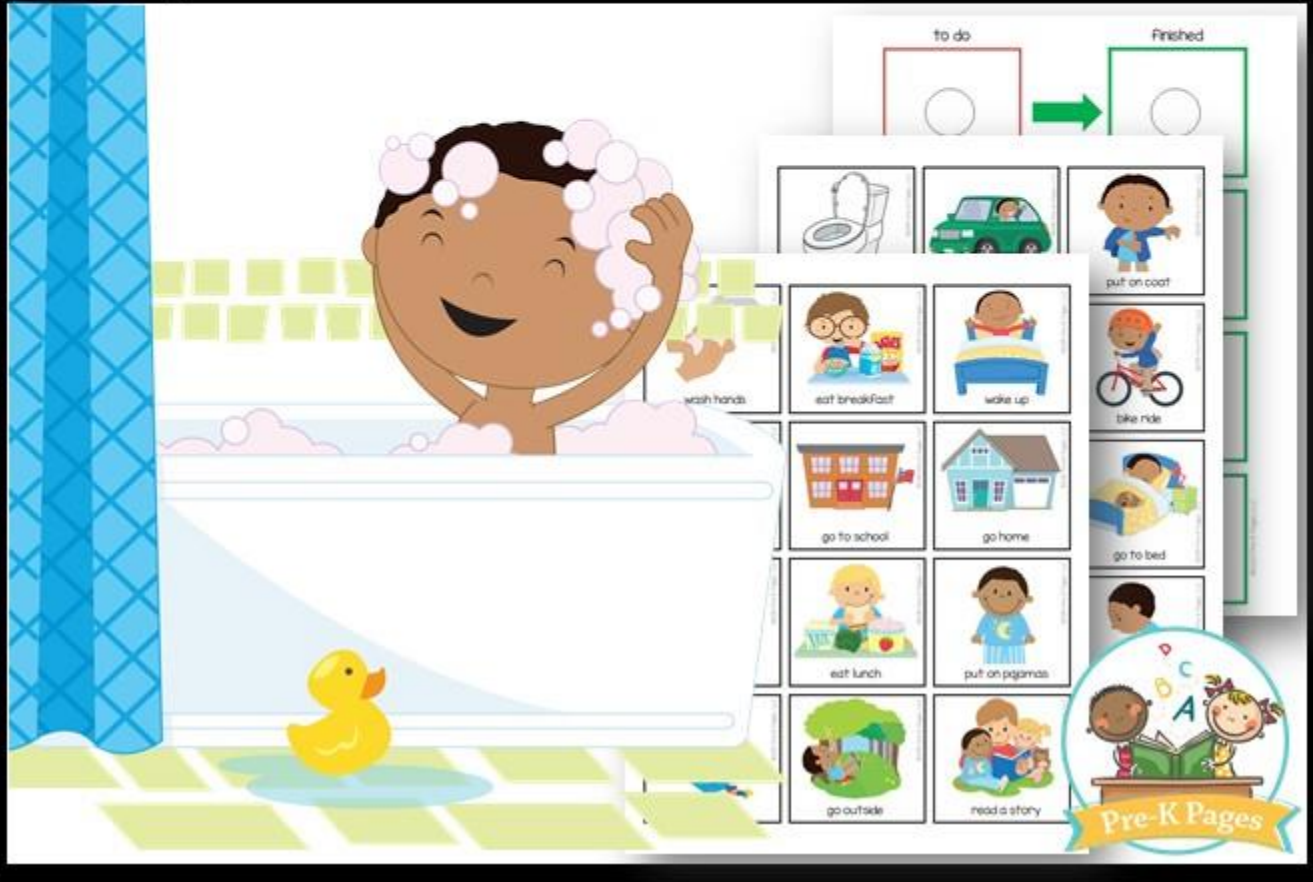 to do
finished
put on coat
wash hands
eat breakfast
wake up
bike ride
go to school
go home
go to bed
eat lunch
put on pajamas
go outside
read a story
D
C
B
A
Pre-K Pages